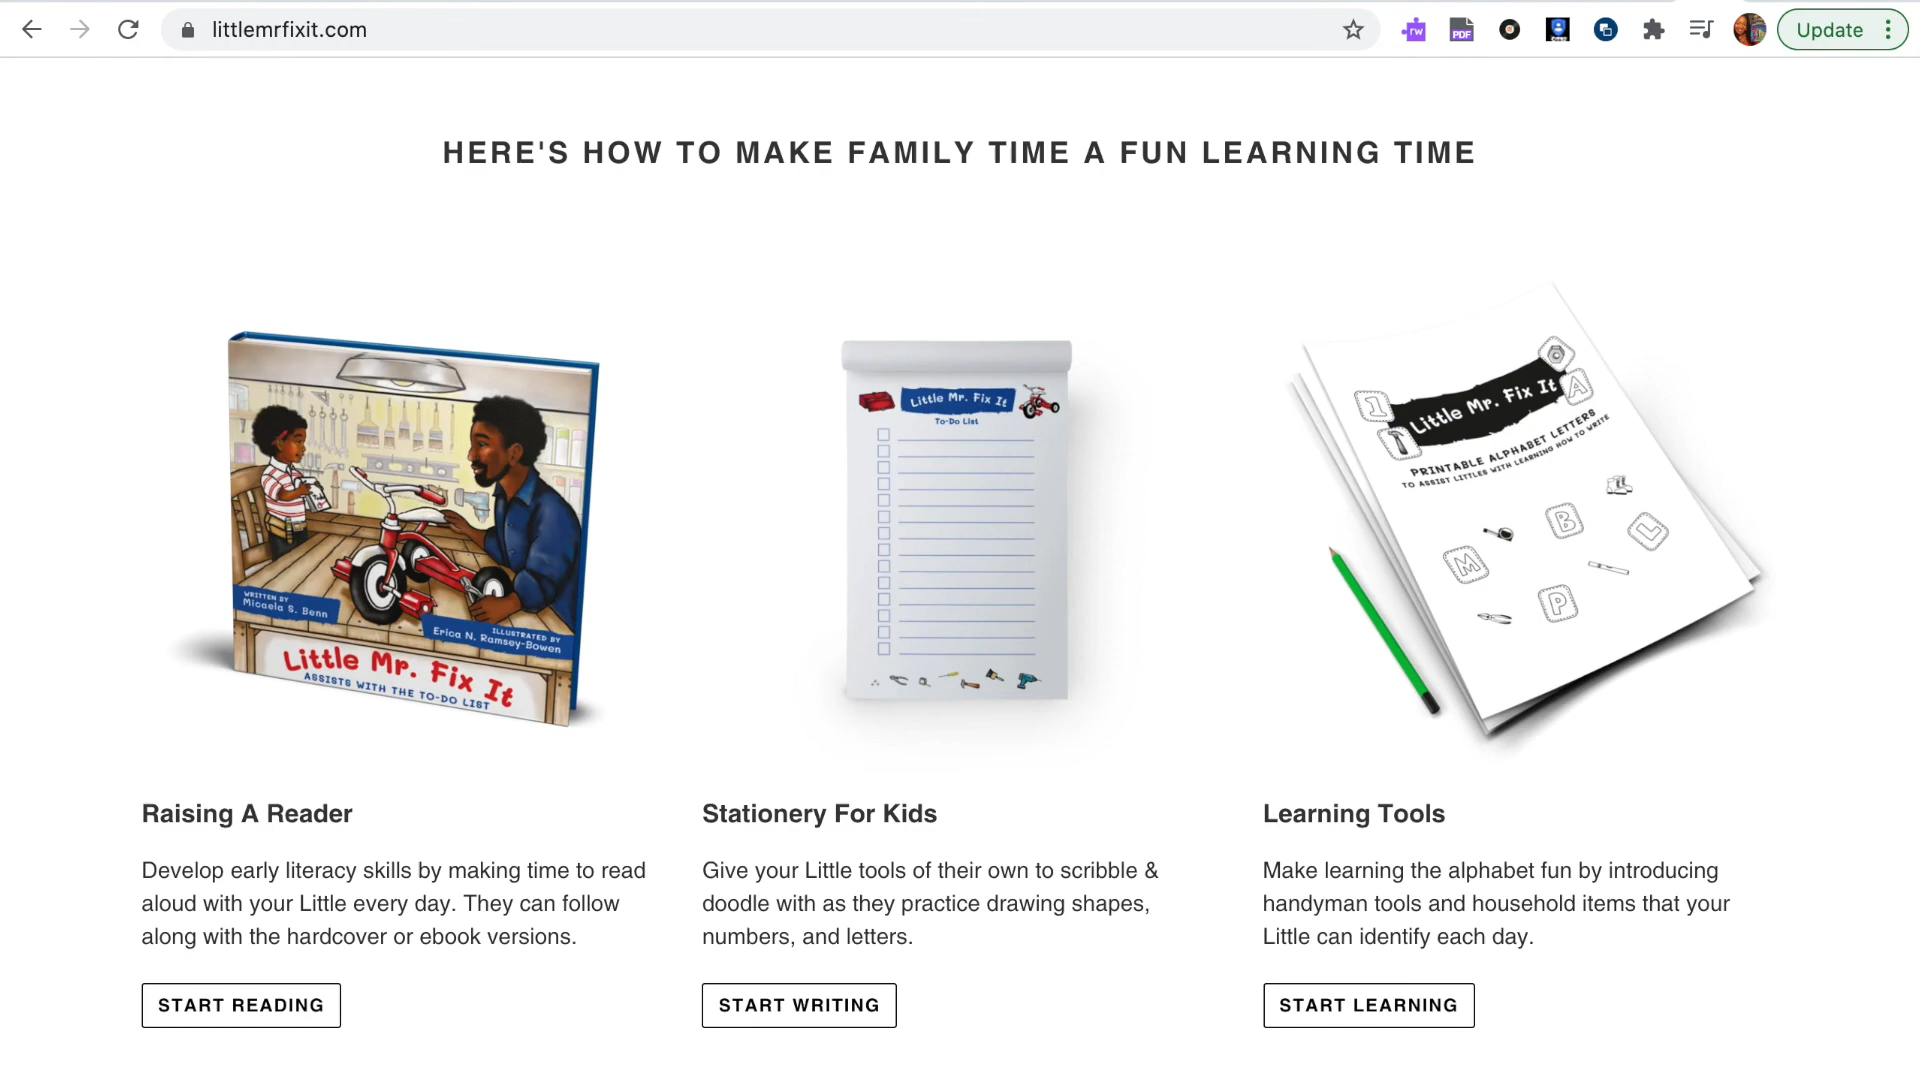 littlemrfixit.com
rw
PDF
Update
HERE'S HOW TO MAKE FAMILY TIME A FUN LEARNING TIME
WRITTEN BY
Micaela S. Benn
ILLUSTRATED BY
Erica N. Ramsey-Bowen
Little Mr. Fix It
ASSISTS WITH THE TO-DO LIST
Little Mr. Fix It
To-Do List
1
Little Mr. Fix It
A
PRINTABLE ALPHABET LETTERS
TO ASSIST LITTLES WITH LEARNING HOW TO WRITE
B
L
M
P
Raising A Reader
Develop early literacy skills by making time to read
aloud with your Little every day. They can follow
along with the hardcover or ebook versions.
START READING
Stationery For Kids
Give your Little tools of their own to scribble &
doodle with as they practice drawing shapes,
numbers, and letters.
START WRITING
Learning Tools
Make learning the alphabet fun by introducing
handyman tools and household items that your
Little can identify each day.
START LEARNING